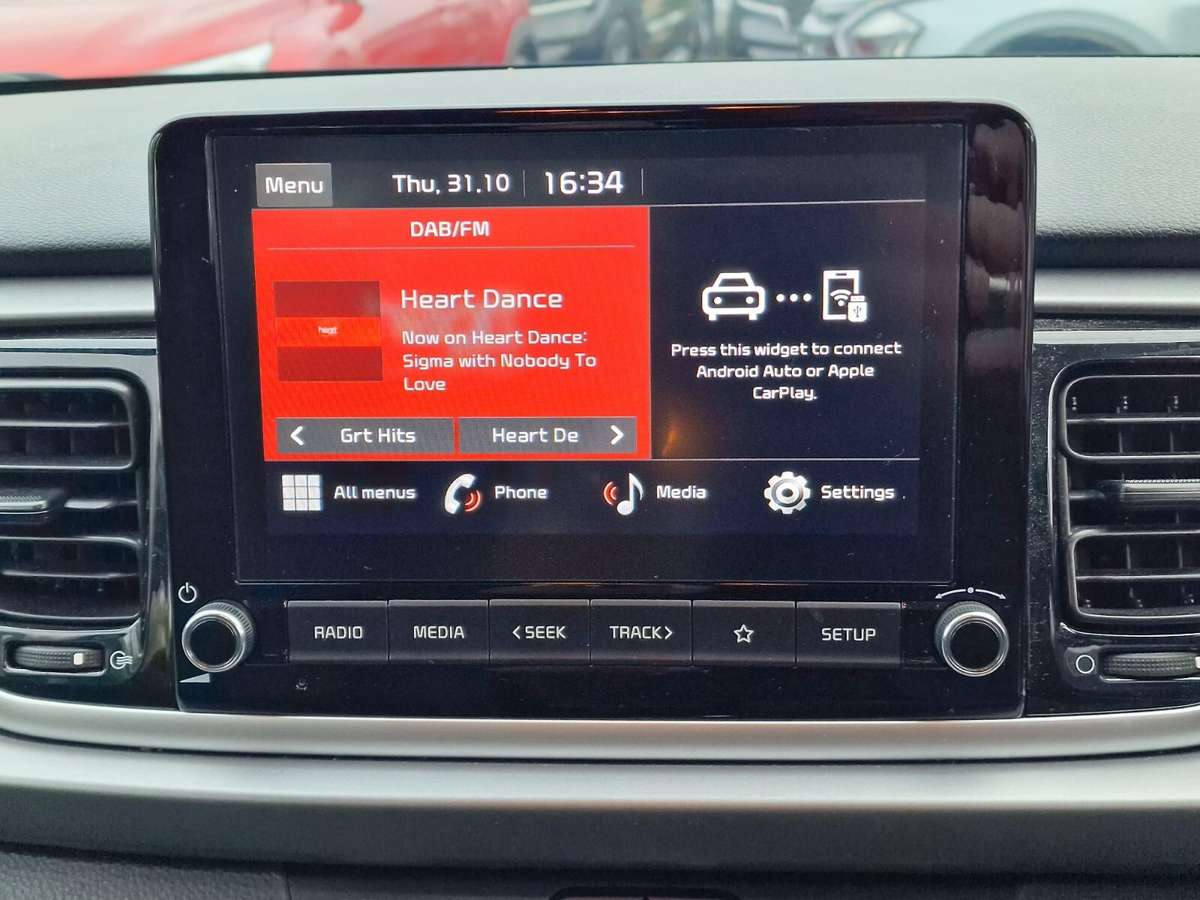 Menu Thu, 31.10 16:34
DAB/FM
Heart Dance
heart
Now on Heart Dance:
Sigma with Nobody To
Love
Grt Hits
Heart De
Press this widget to connect
Android Auto or Apple
CarPlay.
All menus Phone Media Settings
RADIO MEDIA <SEEK TRACK> SETUP